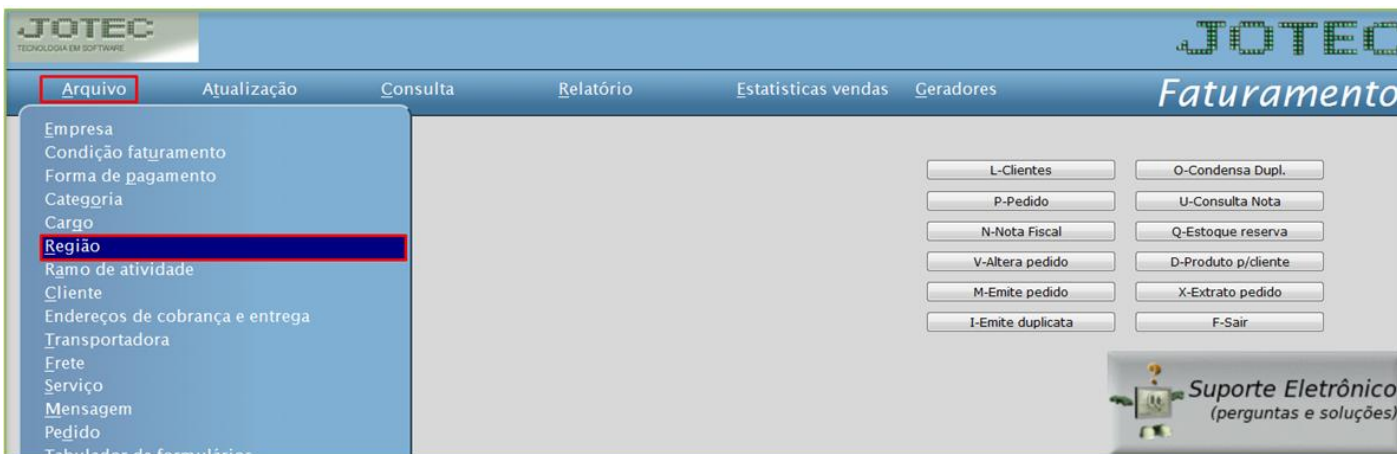 JOTEC
TECNOLOGIA EM SOFTWARE
JOTEC
Arquivo Atualização Consulta Relatório Estatisticas vendas Geradores Faturamento
Empresa
Condição faturamento
Forma de pagamento
Categoria
Cargo
Região
Ramo de atividade
Cliente
Endereços de cobrança e entrega
Transportadora
Frete
Serviço
Mensagem
Pedido
Tabulador de formulários
L-Clientes O-Condensa Dupl.
P-Pedido U-Consulta Nota
N-Nota Fiscal Q-Estoque reserva
V-Altera pedido D-Produto p/cliente
M-Emite pedido X-Extrato pedido
I-Emite duplicata F-Sair
Suporte Eletrônico
(perguntas e soluções)